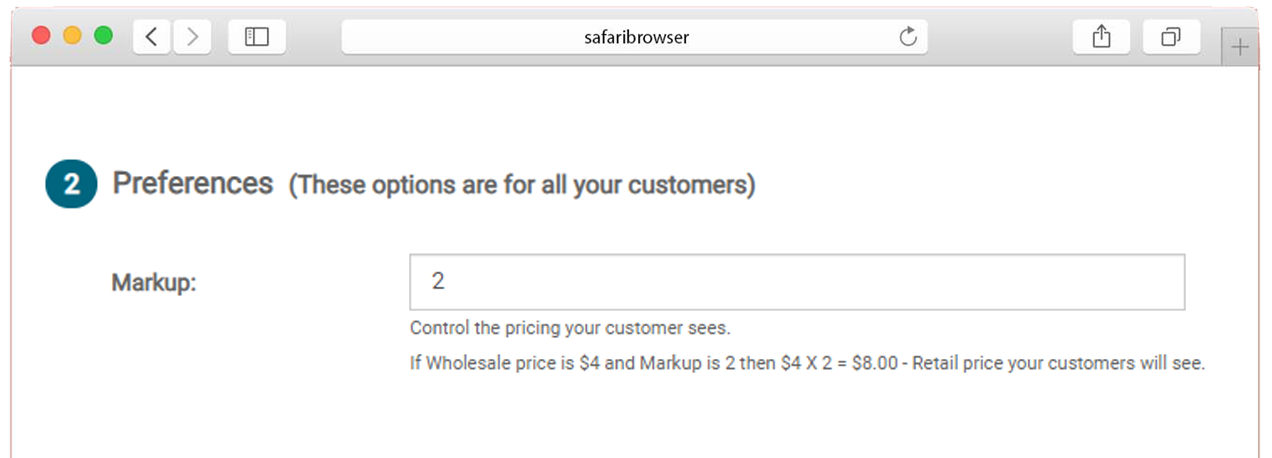 safaribrowser
2 Preferences (These options are for all your customers)
Markup: 2
Control the pricing your customer sees.
If Wholesale price is $4 and Markup is 2 then $4 X 2 = $8.00 - Retail price your customers will see.